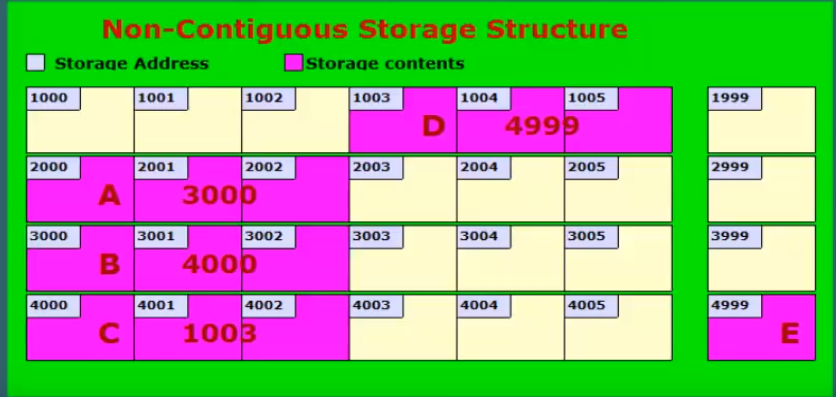 Non-Contiguous Storage Structure
Storage Address Storage contents
1000 1001 1002 1003 1004 1005 1999
D 4999
2000 2001 2002 2003 2004 2005 2999
A 3000
3000 3001 3002 3003 3004 3005 3999
B 4000
4000 4001 4002 4003 4004 4005 4999
C 1003 E